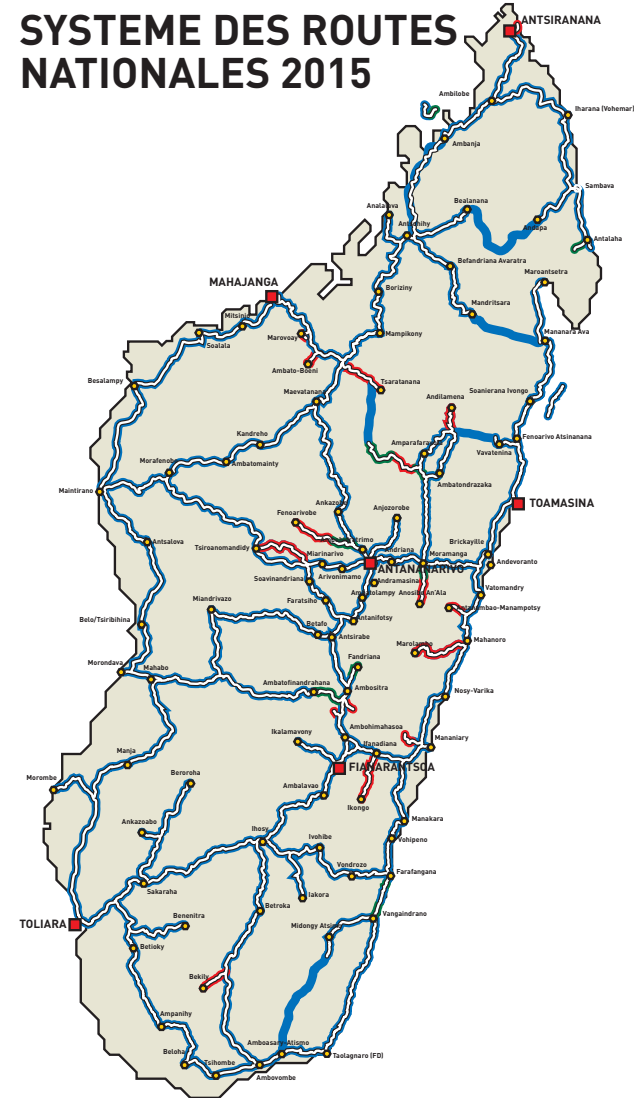 SYSTEME DES ROUTES
NATIONALES 2015
ANTSIRANANA
Ambilobe
Iharana (Vohemar)
Ambanja
Sambava
Bealanana
Analalava
Andapa
Antsohihy
Antalaha
Befandriana Avaratra
Maroantsetra
MAHAJANGA
Boriziny
Mandritsara
Mitsinjo
Marovoay
Mampikony
Mananara Ava
Soalala
Ambato-Boeni
Besalampy
Tsaratanana
Maevatanana
Andilamena
Soanierana Ivongo
Kandreho
Amparafaravola
Fenoarivo Atsinanana
Vavatenina
Morafenobe
Ambatomainty
Ambatondrazaka
Maintirano
TOAMASINA
Ankazobe
Anjozorobe
Fenoarivobe
Antsalova
Tsiroanomandidy
Brickayille
Andriana
Moramanga
Andevoranto
Miarinarivo
ANTANANARIVO
Soavinandriana
Arivonimamo
Andramasina
Anosibe An'Ala
Vatomandry
Miandrivazo
Faratsiho
Antanifotsy
Belo/Tsiribihina
Betafo
Antsirabe
Marolambo
Mahanoro
Fandriana
Morondava
Mahabo
Ambatofinandrahana
Ambositra
Nosy-Varika
Ikalamavony
Ambohimahasoa
Ifanadiana
Mananiary
Manja
FIANARANTSOA
Morombe
Beroroha
Ambalavao
Ikongo
Ankazoabo
Manakara
Ihosy
Ivohibe
Vohipeno
Vondrozo
Farafangana
Sakaraha
Iakora
Betroka
Benenitra
Vangaindrano
TOLIARA
Midongy Atsimo
Betioky
Bekily
Ampanihy
Amboasary-Atismo
Beloha
Tsihombe
Taolagnaro (FD)
Ambovombe